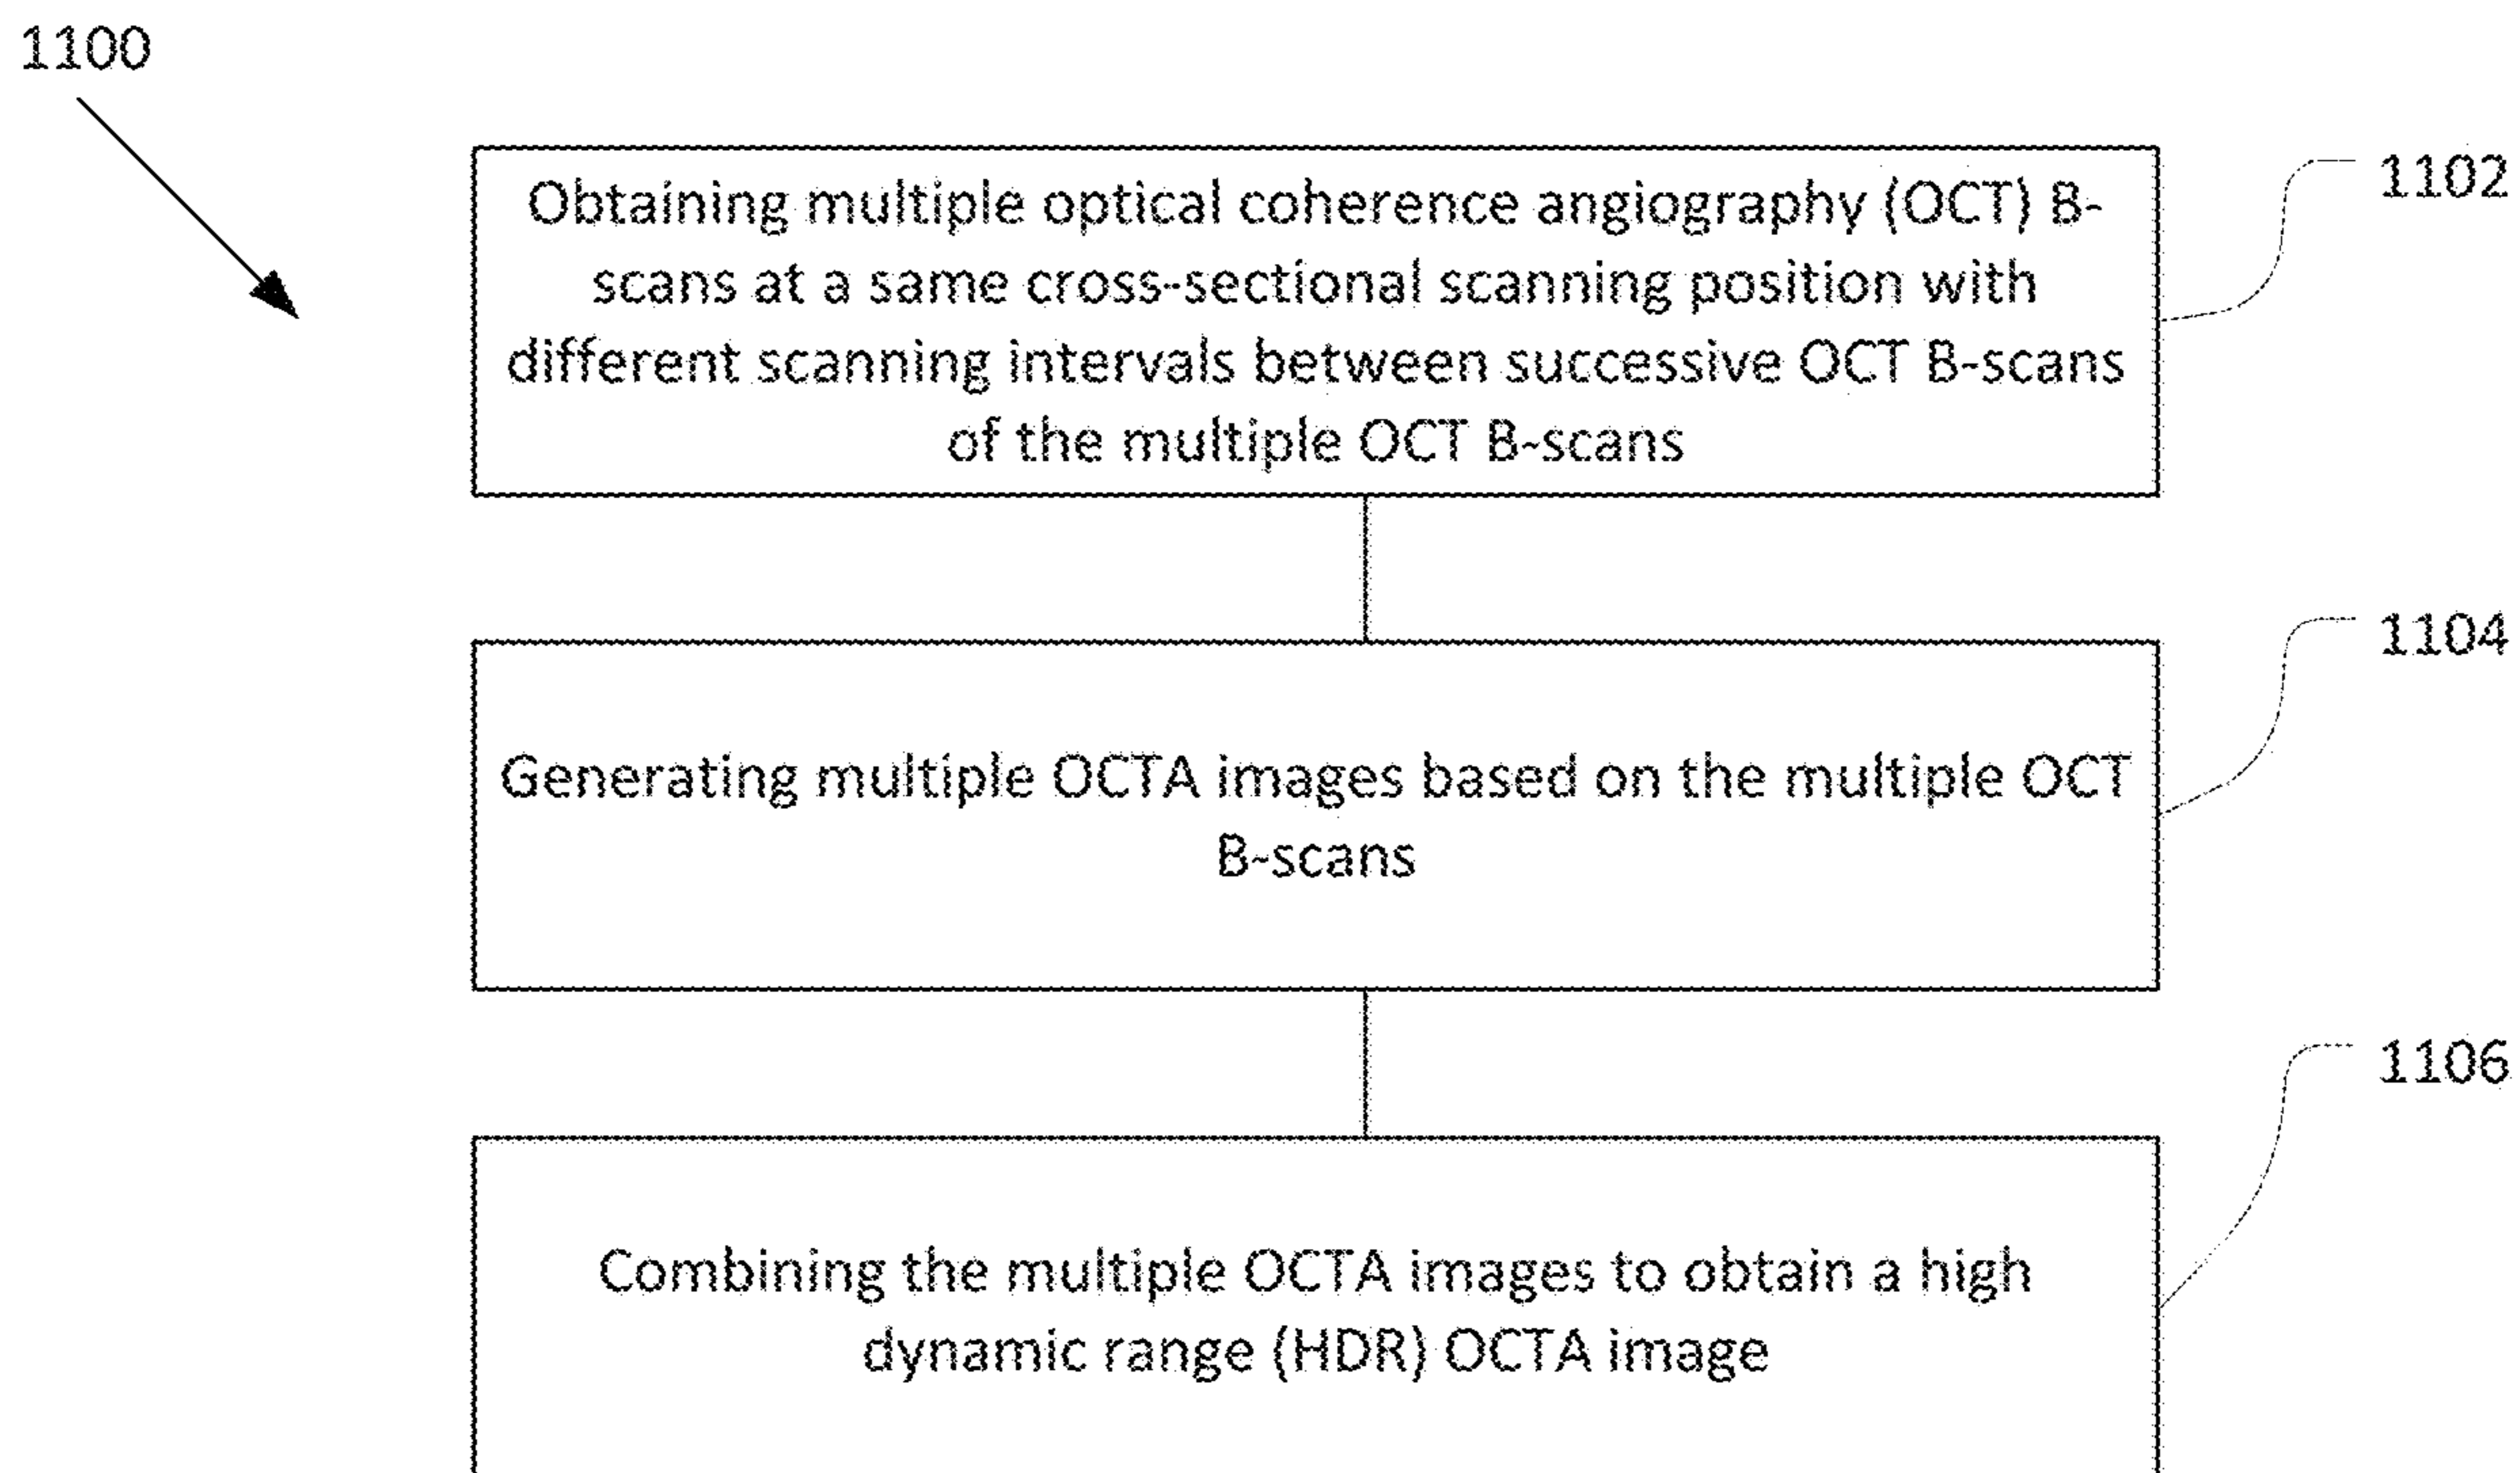 1100
Obtaining multiple optical coherence angiography (OCT) B-
scans at a same cross-sectional scanning position with
different scanning intervals between successive OCT B-scans
of the multiple OCT B-scans
1102
Generating multiple OCTA images based on the multiple OCT
B-scans
1104
Combining the multiple OCTA images to obtain a high
dynamic range (HDR) OCTA image
1106